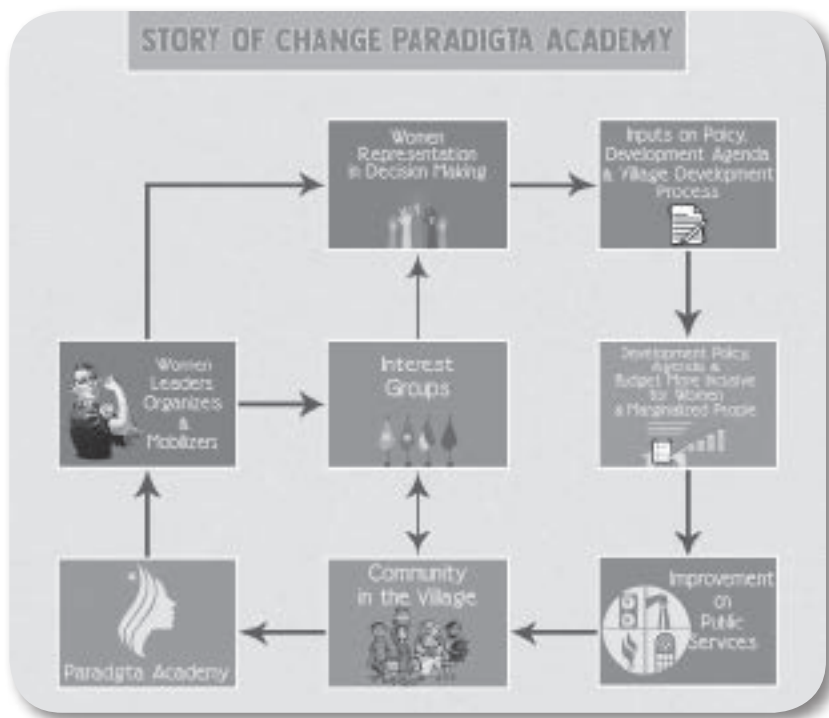 STORY OF CHANGE PARADIGTA ACADEMY
Women
Representation
in Decision Making
Inputs on Policy,
Development Agenda
& Village Development
Process
Women
Leaders
Organizers
&
Mobilizers
Interest
Groups
Development Policy,
Agenda &
Budget More Inclusive
for Women
& Marginalized People
Paradigta Academy
Community
in the Village
Improvement
on
Public
Services